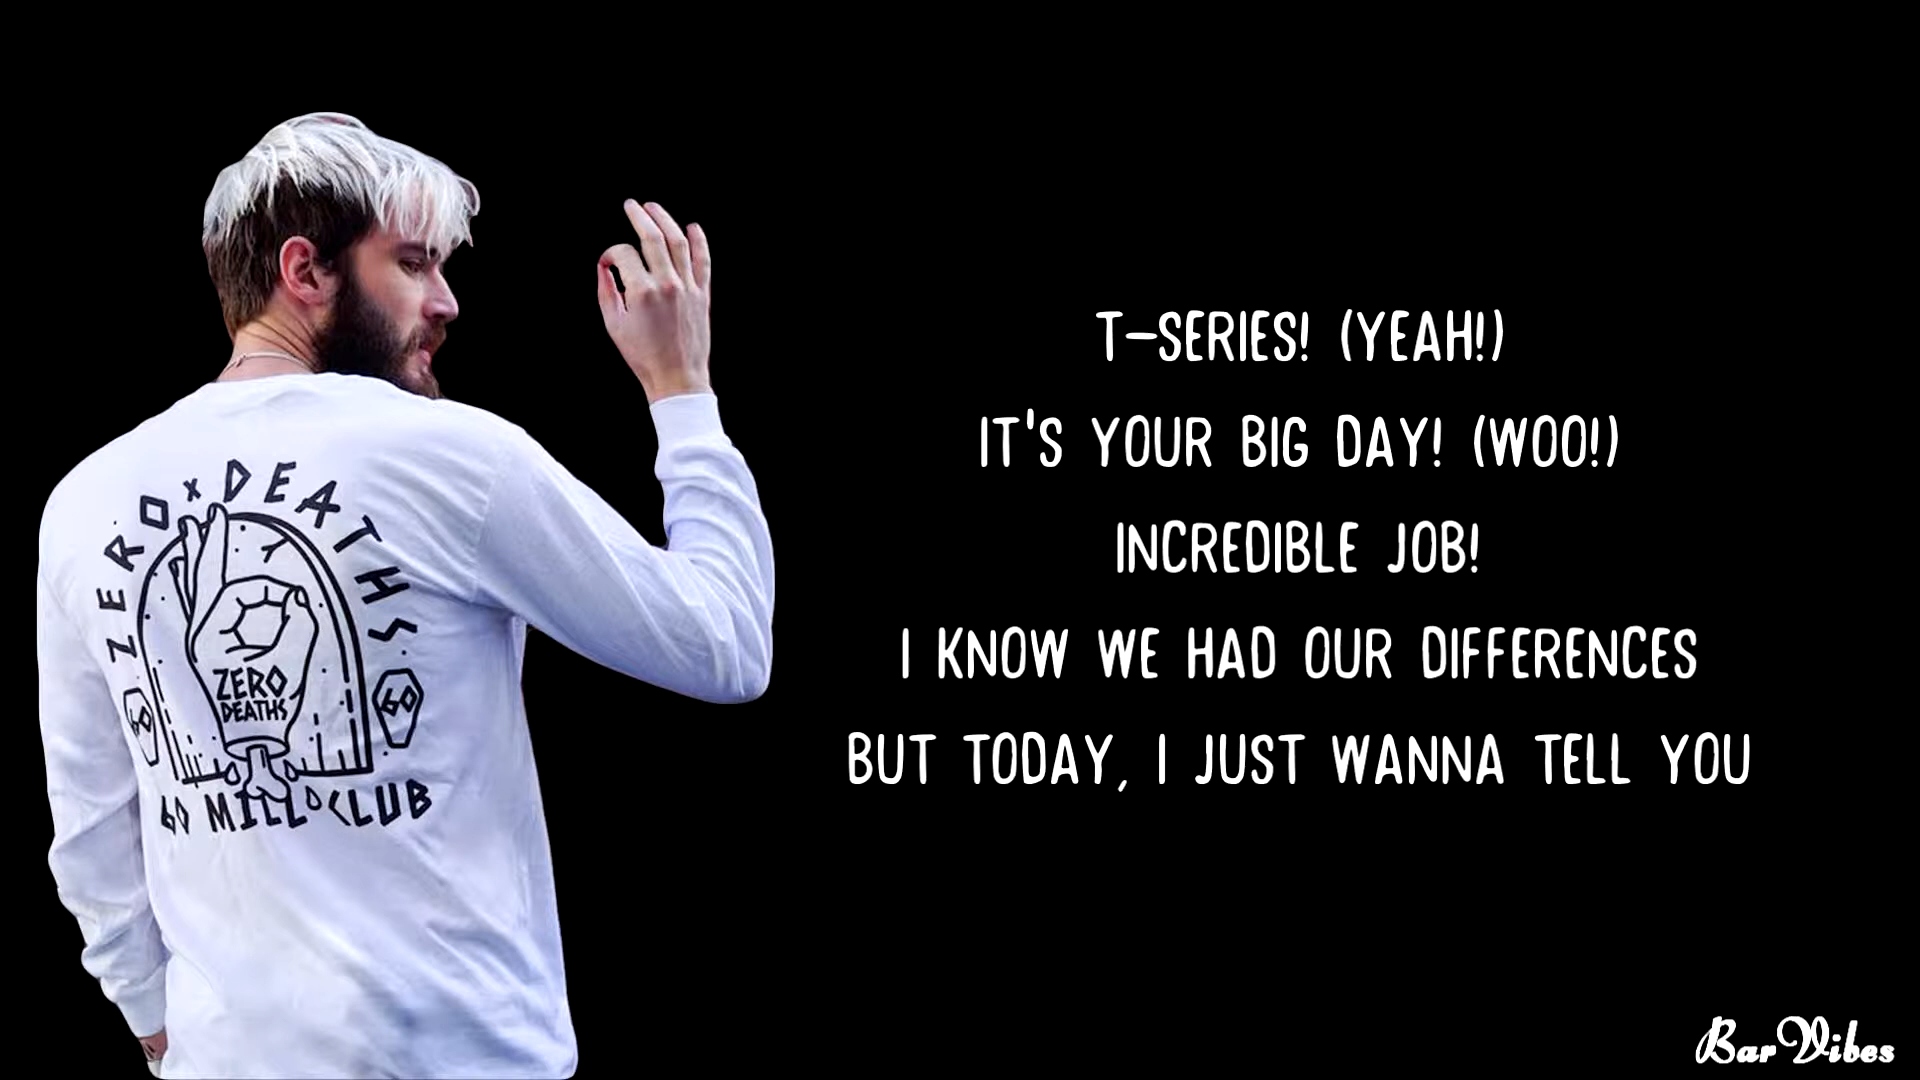 ZERO x DEATHS
ZERO
DEATHS
60
60
60 MILL CLUB
T-SERIES! (YEAH!)
IT'S YOUR BIG DAY! (WOO!)
INCREDIBLE JOB!
I KNOW WE HAD OUR DIFFERENCES
BUT TODAY, I JUST WANNA TELL YOU
BarVibes